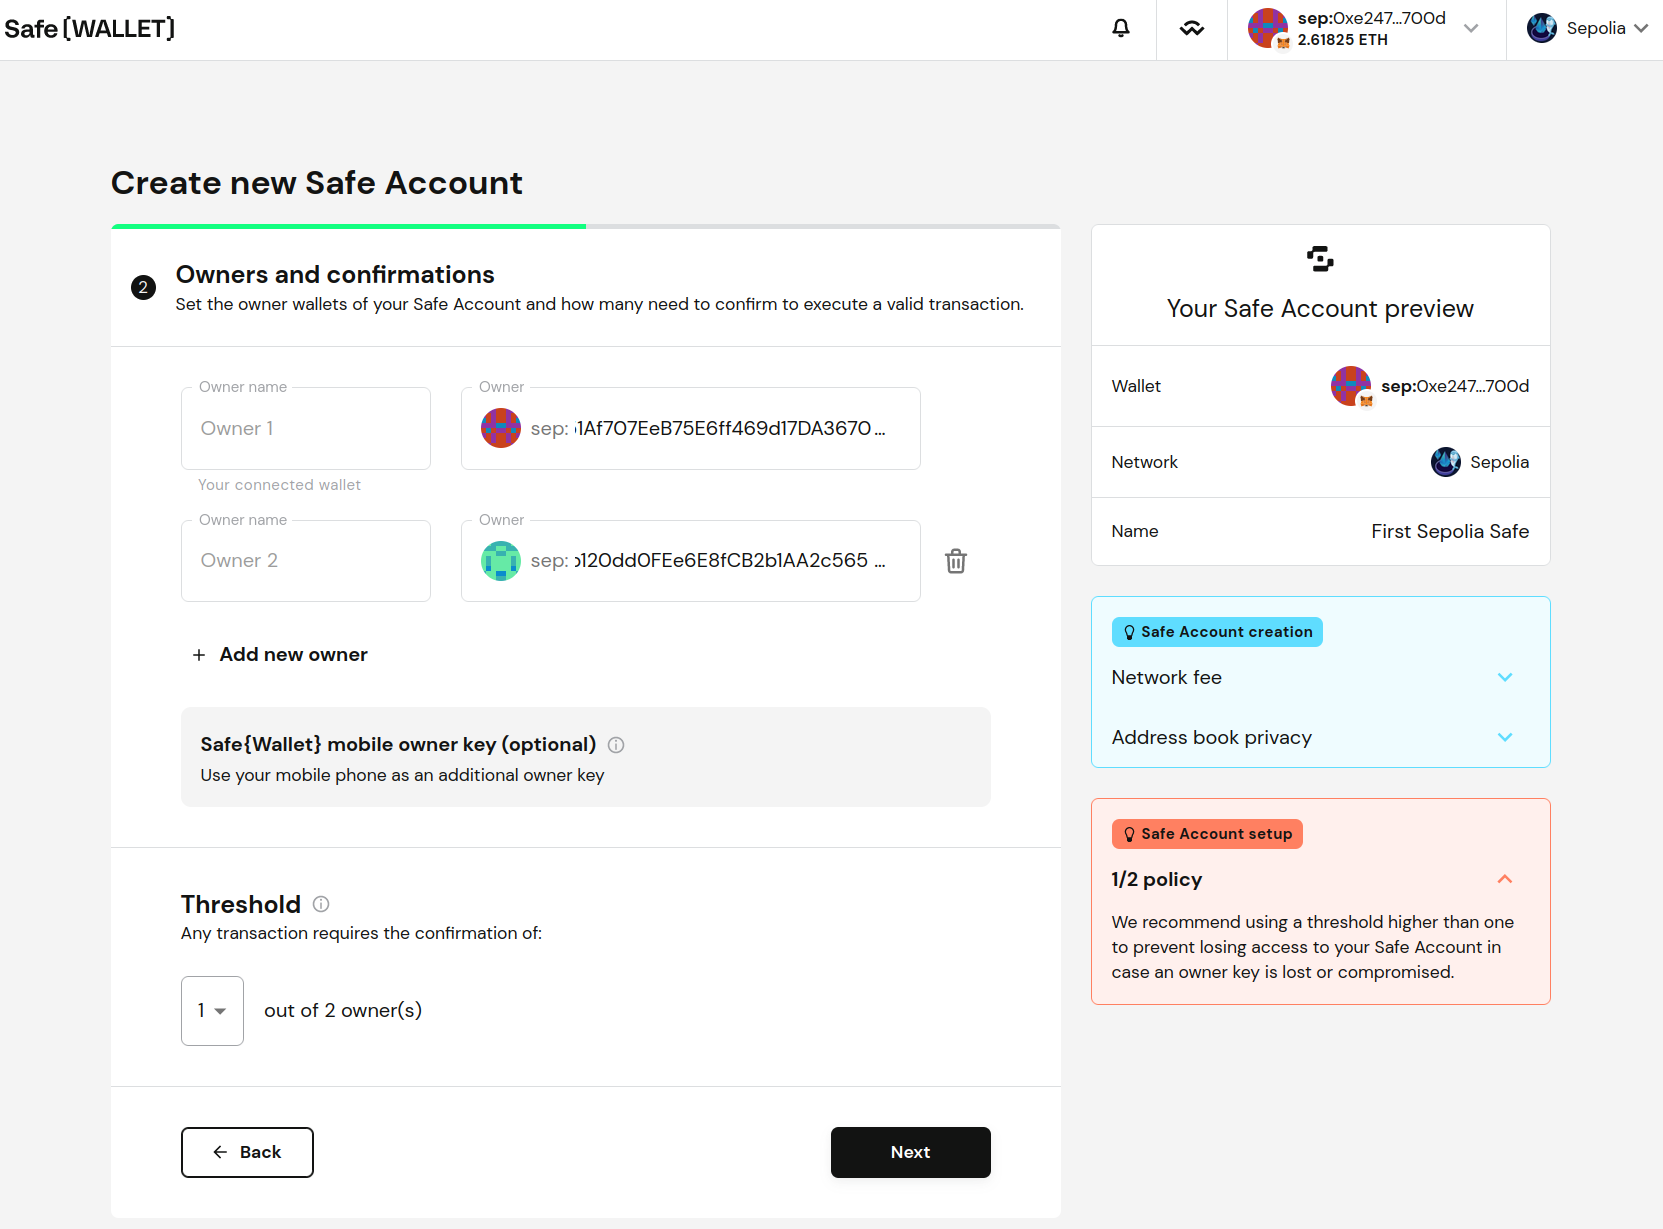 Safe{WALLET}
sep:0xe247...700d
2.61825 ETH
Sepolia
Create new Safe Account
2
Owners and confirmations
Set the owner wallets of your Safe Account and how many need to confirm to execute a valid transaction.
Owner name
Owner 1
Owner
sep: 1Af707EeB75E6ff469d17DA3670...
Your connected wallet
Owner name
Owner 2
Owner
sep: 120dd0FEe6E8fCB2b1AA2c565 ...
+ Add new owner
Safe{Wallet} mobile owner key (optional)
Use your mobile phone as an additional owner key
Threshold
Any transaction requires the confirmation of:
1
out of 2 owner(s)
Back
Next
Your Safe Account preview
Wallet
sep:0xe247...700d
Network
Sepolia
Name
First Sepolia Safe
Safe Account creation
Network fee
Address book privacy
Safe Account setup
1/2 policy
We recommend using a threshold higher than one
to prevent losing access to your Safe Account in
case an owner key is lost or compromised.